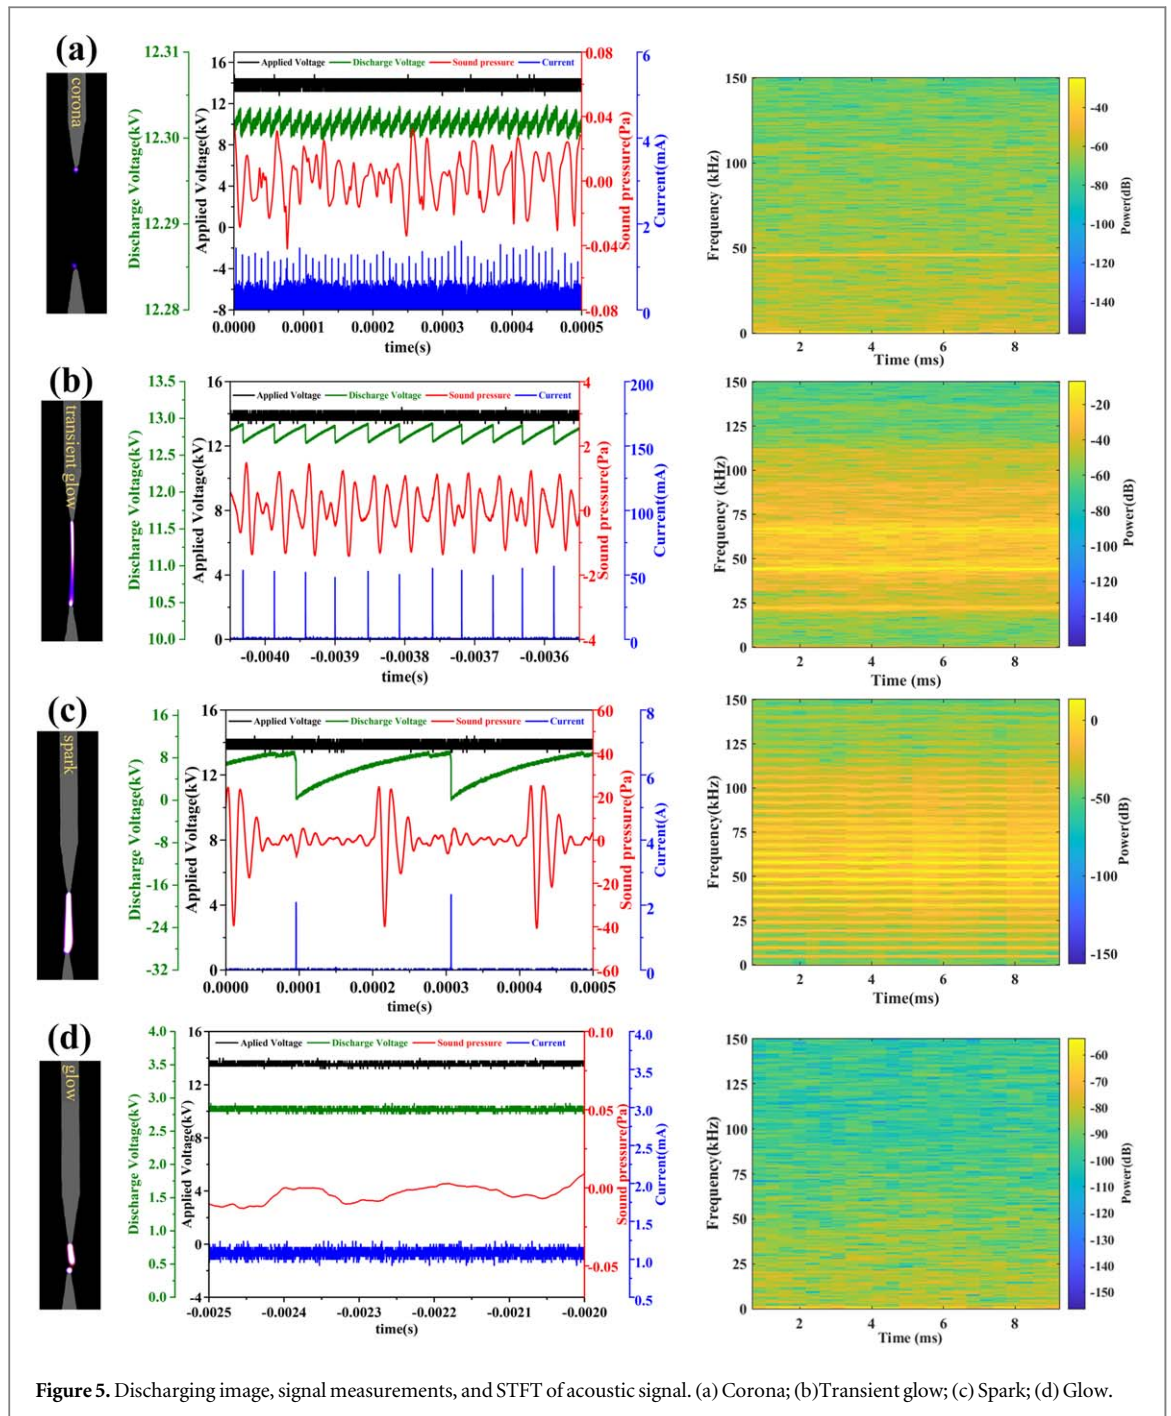 (a)
corona
12.31
12.30
12.29
12.28
Discharge Voltage(kV)
16
12
8
4
0
-4
-8
Applied Voltage(kV)
Applied Voltage Discharge Voltage Sound pressure Current
0.08
0.04
0.00
-0.04
-0.08
Sound pressure(Pa)
6
4
2
0
Current(mA)
0.0000 0.0001 0.0002 0.0003 0.0004 0.0005
time(s)
150
100
50
0
Frequency (kHz)
2 4 6 8
Time (ms)
-40
-60
-80
-100
-120
-140
Power(dB)
(b)
transient glow
13.5
13.0
12.5
12.0
11.5
11.0
10.5
10.0
Discharge Voltage(kV)
16
12
8
4
0
Applied Voltage(kV)
Applied Voltage Discharge Voltage Sound pressure Current
4
2
0
-2
-4
Sound pressure(Pa)
200
150
100
50
0
Current(mA)
-0.0040 -0.0039 -0.0038 -0.0037 -0.0036
time(s)
150
125
100
75
50
25
0
Frequency (kHz)
2 4 6 8
Time (ms)
-20
-40
-60
-80
-100
-120
-140
Power(dB)
(c)
spark
16
8
0
-8
-16
-24
-32
Discharge Voltage(kV)
16
12
8
4
0
Applied Voltage(kV)
Applied Voltage Discharge Voltage Sound pressure Current
60
40
20
0
-20
-40
-60
Sound pressure(Pa)
8
6
4
2
0
Current(A)
0.0000 0.0001 0.0002 0.0003 0.0004 0.0005
time(s)
150
125
100
75
50
25
0
Frequency(kHz)
2 4 6 8
Time(ms)
0
-50
-100
-150
Power(dB)
(d)
glow
4.0
3.5
3.0
2.5
2.0
1.5
1.0
0.5
0.0
Discharge Voltage(kV)
16
12
8
4
0
-4
Applied Voltage(kV)
Aplied Voltage Discharge Voltage Sound pressure Current
0.10
0.05
0.00
-0.05
Sound pressure(Pa)
4.0
3.5
3.0
2.5
2.0
1.5
1.0
0.5
Current(mA)
-0.0025 -0.0024 -0.0023 -0.0022 -0.0021 -0.0020
time(s)
150
125
100
75
50
25
0
Frequency(kHz)
2 4 6 8
Time (ms)
-60
-70
-80
-90
-100
-110
-120
-130
-140
-150
Power(dB)
Figure 5. Discharging image, signal measurements, and STFT of acoustic signal. (a) Corona; (b)Transient glow; (c) Spark; (d) Glow.